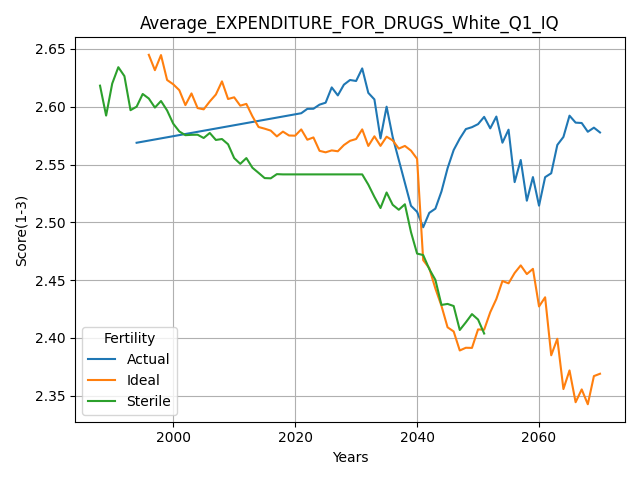 Average_EXPENDITURE_FOR_DRUGS_White_Q1_IQ
Score(1-3)
2.65
2.60
2.55
2.50
2.45
2.40
2.35
Fertility
Actual
Ideal
Sterile
2000
2020
2040
2060
Years